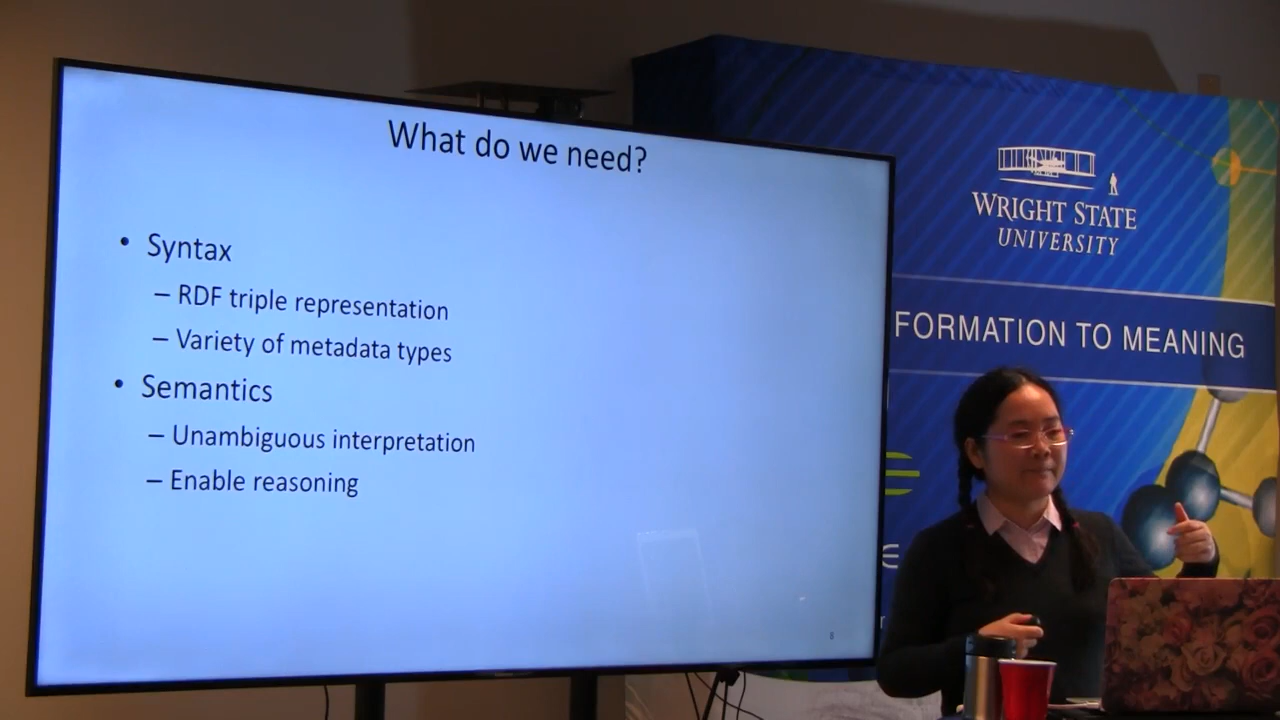 What do we need?
• Syntax
– RDF triple representation
– Variety of metadata types
• Semantics
– Unambiguous interpretation
– Enable reasoning
WRIGHT STATE
UNIVERSITY
FORMATION TO MEANING